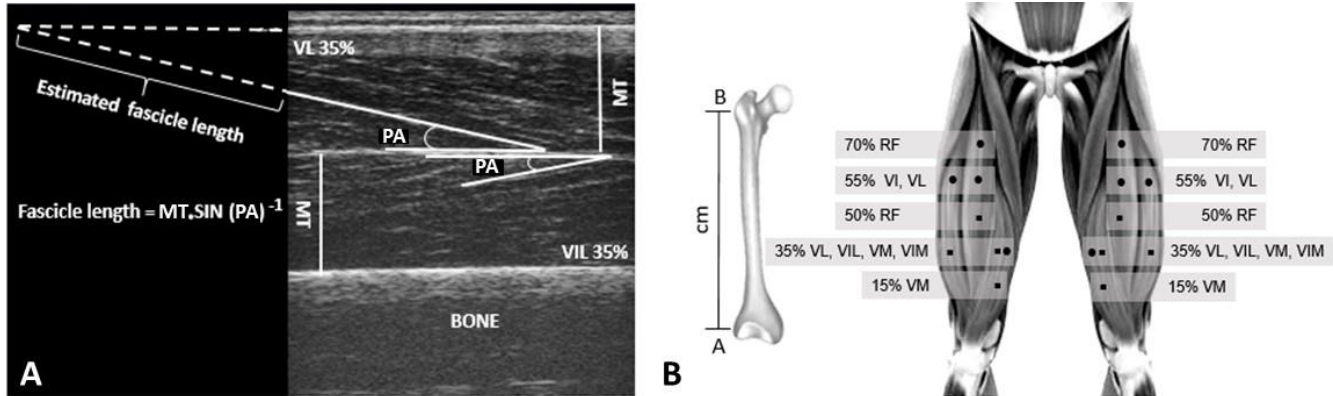 VL 35%
MT
Estimated fascicle length
PA
PA
MT
Fascicle length = MT.SIN (PA) -1
VIL 35%
BONE
A
B
cm
A
70% RF
70% RF
55% VI, VL
55% VI, VL
50% RF
50% RF
35% VL, VIL, VM, VIM
35% VL, VIL, VM, VIM
15% VM
15% VM
B